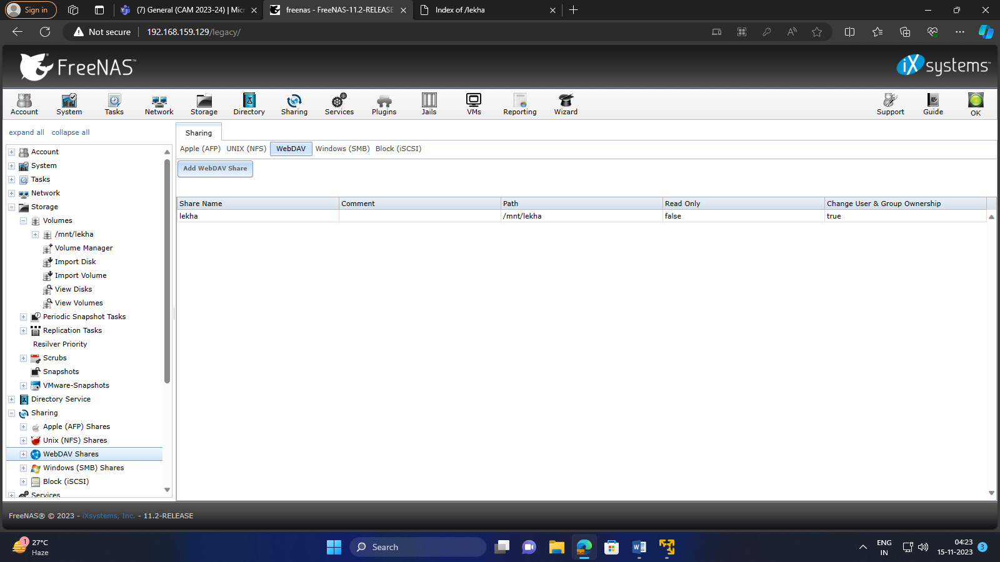 Sign in
(7) General (CAM 2023-24) | Mic
freenas - FreeNAS-11.2-RELEASE
Index of /lekha
Not secure
192.168.159.129/legacy/
FreeNAS™
iXsystems™
Account
System
Tasks
Network
Storage
Directory
Sharing
Services
Plugins
Jails
VMs
Reporting
Wizard
Support
Guide
OK
expand all collapse all
Account
System
Tasks
Network
Storage
Volumes
/mnt/lekha
Volume Manager
Import Disk
Import Volume
View Disks
View Volumes
Periodic Snapshot Tasks
Replication Tasks
Resilver Priority
Scrubs
Snapshots
VMware-Snapshots
Directory Service
Sharing
Apple (AFP) Shares
Unix (NFS) Shares
WebDAV Shares
Windows (SMB) Shares
Block (iSCSI)
Services
Sharing
Apple (AFP) UNIX (NFS) WebDAV Windows (SMB) Block (iSCSI)
Add WebDAV Share
Share Name Comment Path Read Only Change User & Group Ownership
lekha /mnt/lekha false true
FreeNAS® © 2023 - iXsystems, Inc. - 11.2-RELEASE
1
27°C
Haze
Search
ENG
IN
04:23
15-11-2023
3